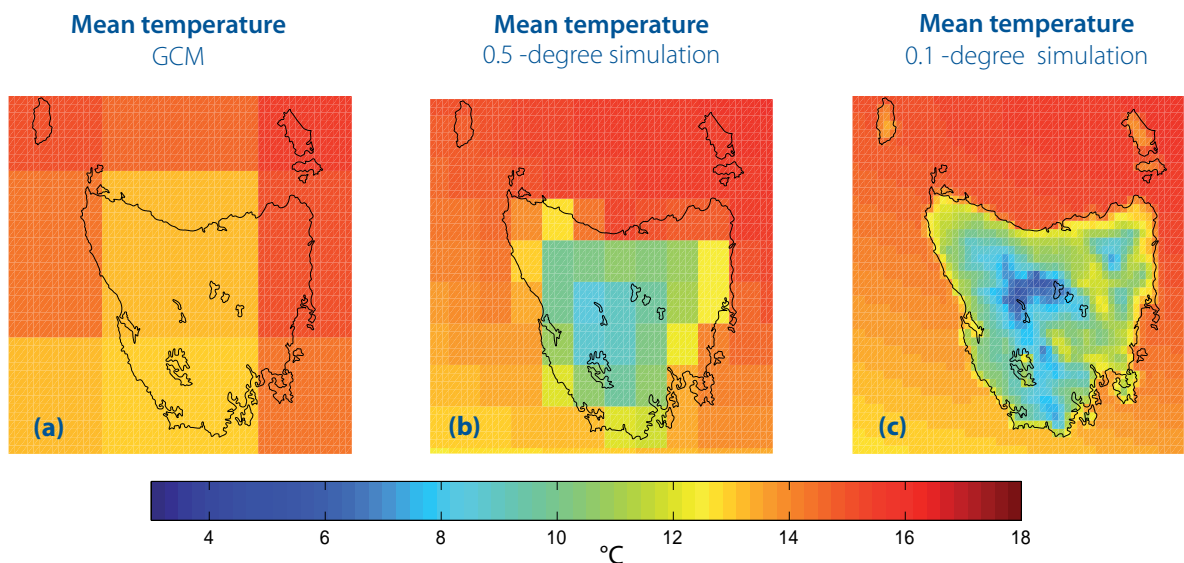 Mean temperature
GCM
Mean temperature
0.5 -degree simulation
Mean temperature
0.1 -degree simulation
(a)
(b)
(c)
4 6 8 10 12 14 16 18
°C